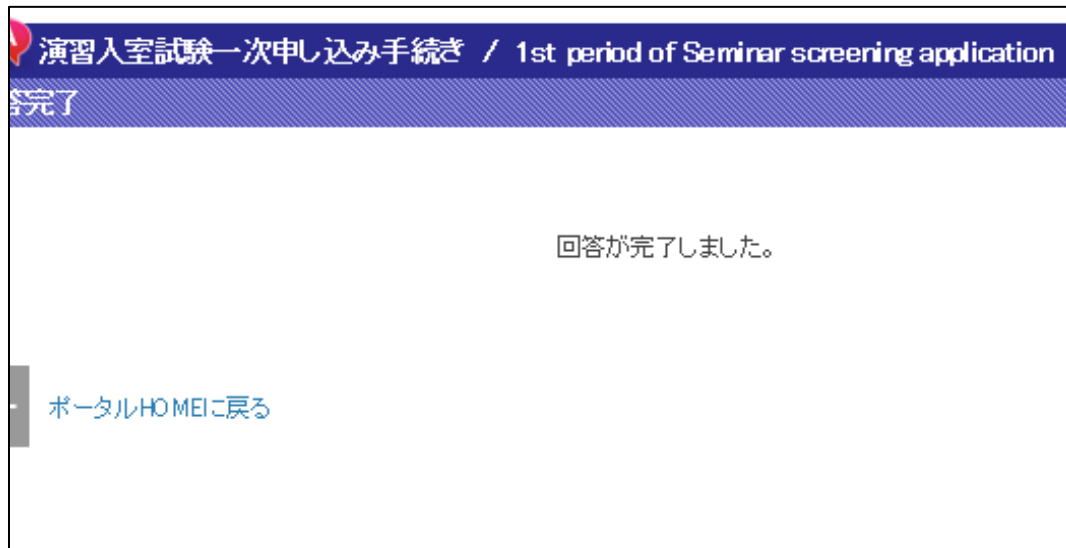 演習入室試験一次申し込み手続き / 1st period of Seminar screening application
答完了
回答が完了しました。
ポータルHOMEに戻る